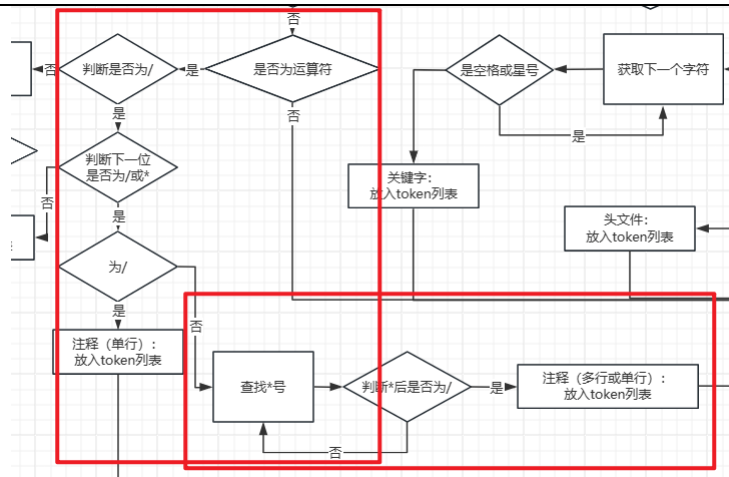 否
否
判断是否为/
是
是否为运算符
是空格或星号
获取下一个字符
是
否
是
判断下一位
是否为/或*
关键字：
放入token列表
否
是
头文件：
放入token列表
为/
是
否
注释（单行）：
放入token列表
查找*号
判断*后是否为/
是
注释（多行或单行）：
放入token列表
否